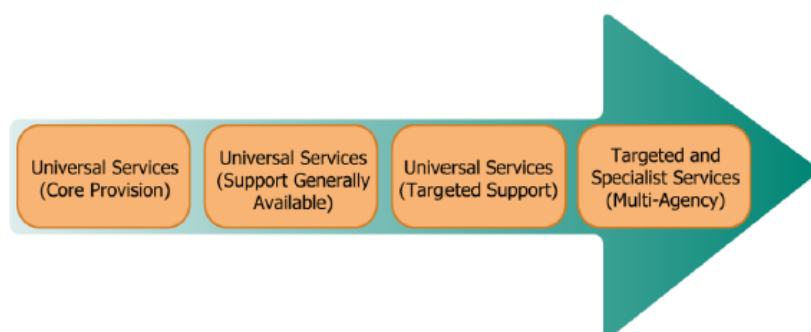 Universal Services
(Core Provision)
Universal Services
(Support Generally
Available)
Universal Services
(Targeted Support)
Targeted and
Specialist Services
(Multi-Agency)